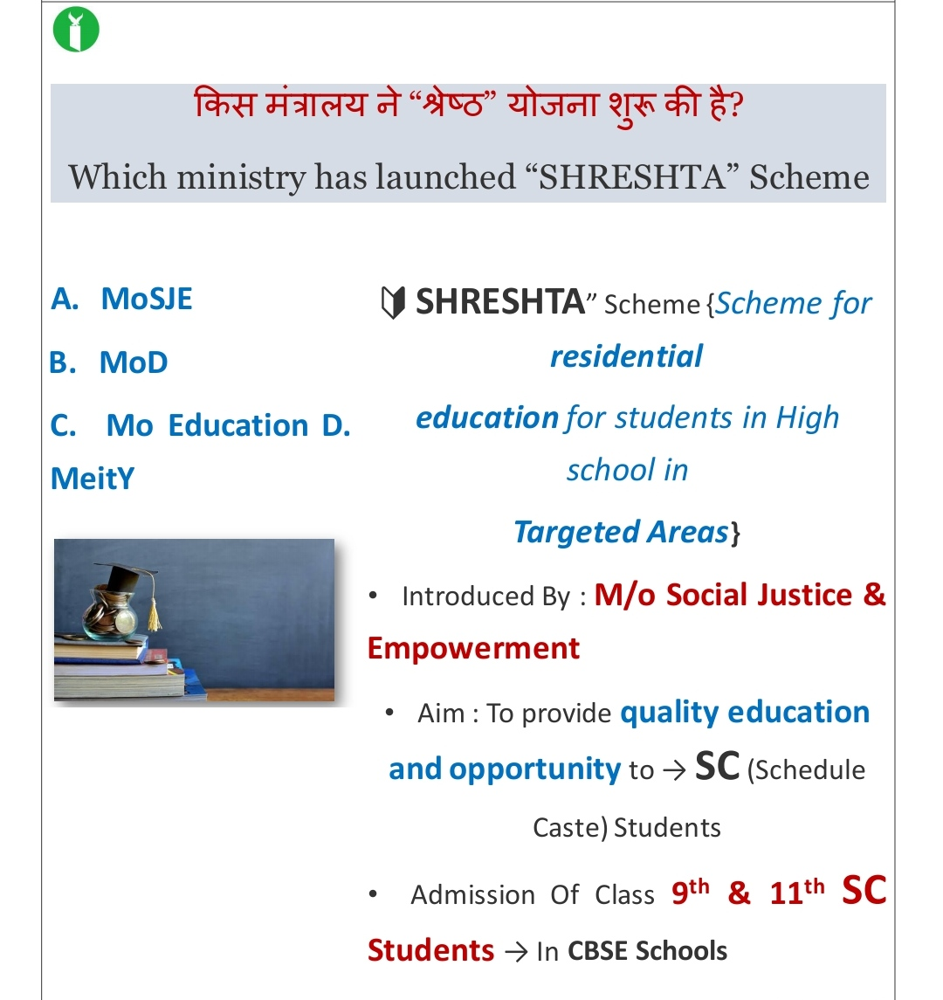 किस मंत्रालय ने “श्रेष्ठ” योजना शुरू की है?
Which ministry has launched “SHRESHTA” Scheme
A. MoSJE
B. MoD
C. Mo Education D.
MeitY
SHRESHTA” Scheme {Scheme for
residential
education for students in High
school in
Targeted Areas}
• Introduced By : M/o Social Justice &
Empowerment
• Aim : To provide quality education
and opportunity to → SC (Schedule
Caste) Students
• Admission Of Class 9th & 11th SC
Students → In CBSE Schools